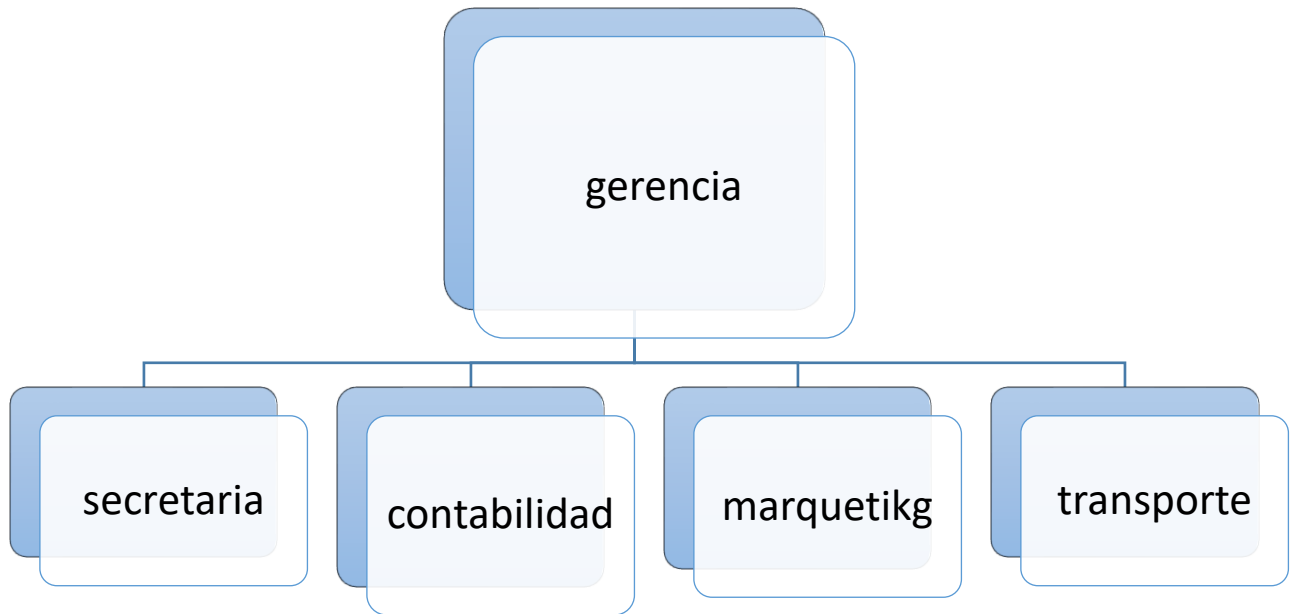 gerencia
secretaria
contabilidad
marquetikg
transporte